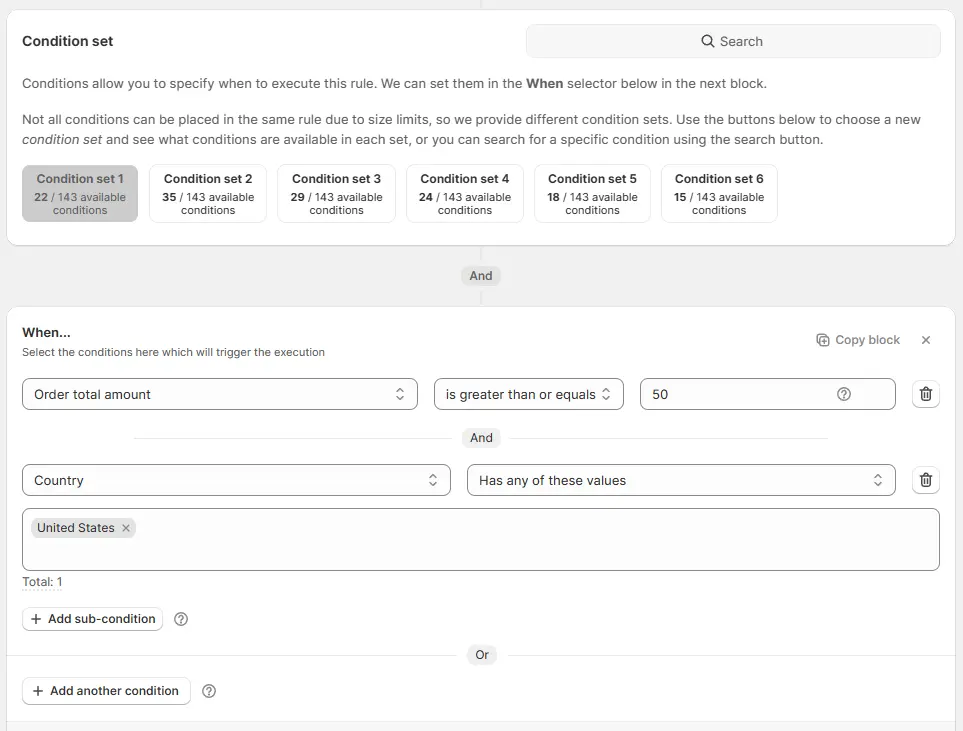 Condition set
Search
Conditions allow you to specify when to execute this rule. We can set them in the When selector below in the next block.
Not all conditions can be placed in the same rule due to size limits, so we provide different condition sets. Use the buttons below to choose a new
condition set and see what conditions are available in each set, or you can search for a specific condition using the search button.
Condition set 1
22 / 143 available
conditions
Condition set 2
35 / 143 available
conditions
Condition set 3
29 / 143 available
conditions
Condition set 4
24 / 143 available
conditions
Condition set 5
18 / 143 available
conditions
Condition set 6
15 / 143 available
conditions
And
When...
Copy block
Select the conditions here which will trigger the execution
Order total amount
is greater than or equals
50
And
Country
Has any of these values
United States
Total: 1
Add sub-condition
Or
Add another condition